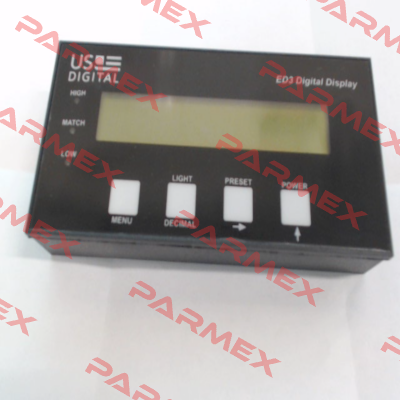 US
DIGITAL
ED3 Digital Display
HIGH
MATCH
LOW
LIGHT
PRESET
POWER
MENU
DECIMAL
PARMEX
PARMEX
PARMEX
PARMEX
PARMEX
PARMEX
PARMEX